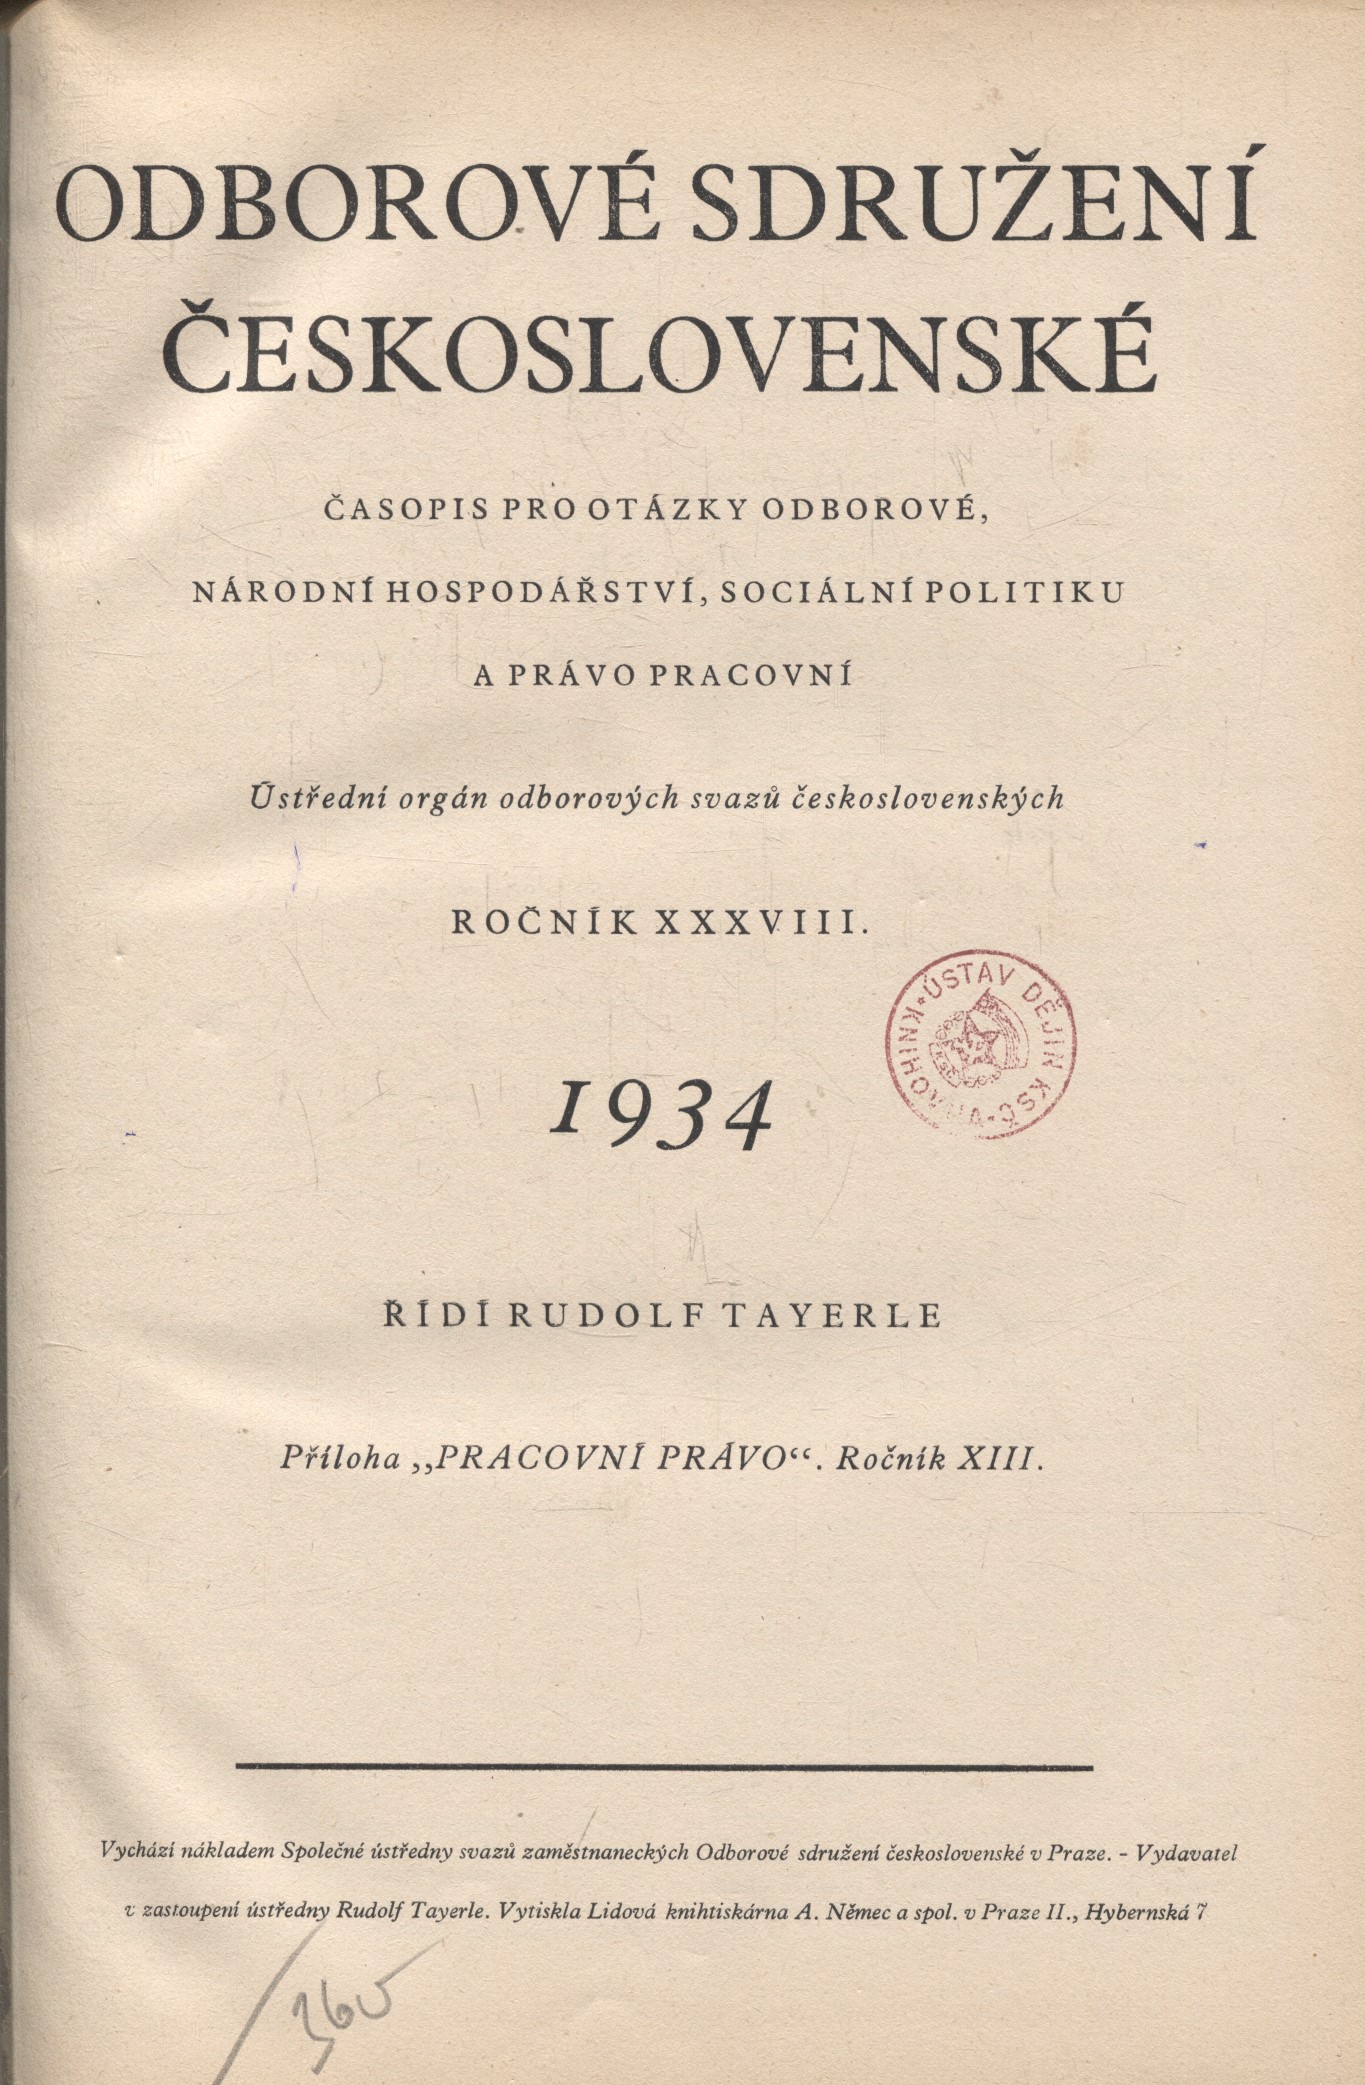 ODBOROVÉ SDRUŽENÍ
ČESKOSLOVENSKÉ
ČASOPIS PRO OTÁZKY ODBOROVÉ,
NÁRODNÍ HOSPODÁŘSTVÍ, SOCIÁLNÍ POLITIKU
A PRÁVO PRACOVNÍ
Ústřední orgán odborových svazů československých
ROČNÍK XXXVIII.
ÚSTAV DĚJIN KSČ
1934
ŘÍDÍ RUDOLF TAYERLE
Příloha „PRACOVNÍ PRÁVO“. Ročník XIII.
Vychází nákladem Společné ústředny svazů zaměstnaneckých Odborové sdružení československé v Praze. - Vydavatel
v zastoupení ústředny Rudolf Tayerle. Vytiskla Lidová knihtiskárna A. Němec a spol. v Praze II., Hybernská 7